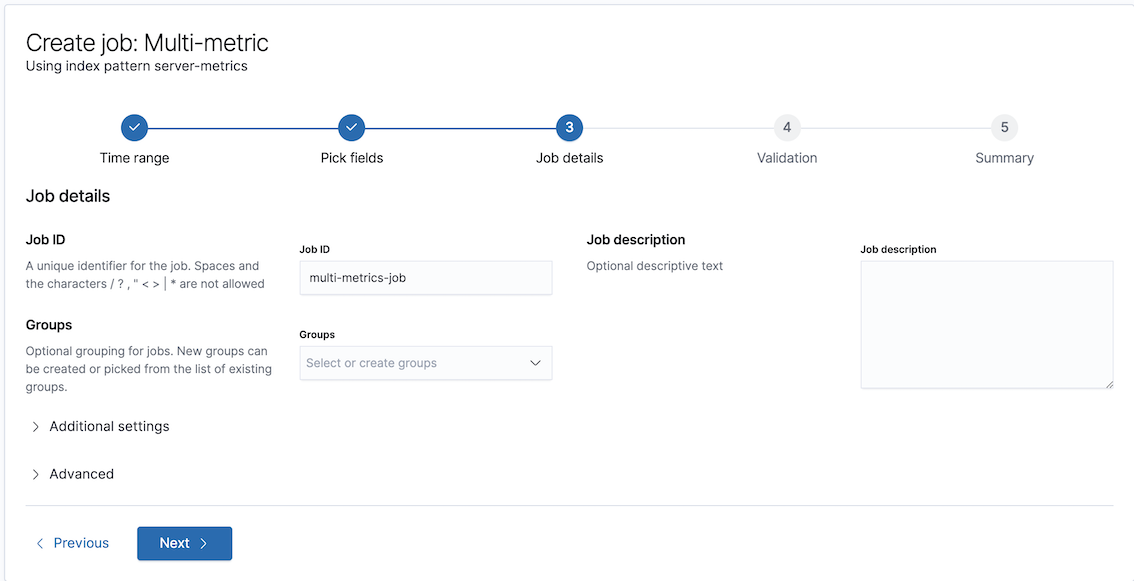 Create job: Multi-metric
Using index pattern server-metrics
3
4
5
Time range
Pick fields
Job details
Validation
Summary
Job details
Job ID
A unique identifier for the job. Spaces and
the characters / ? , " < > | * are not allowed
Job ID
multi-metrics-job
Job description
Optional descriptive text
Job description
Groups
Optional grouping for jobs. New groups can
be created or picked from the list of existing
groups.
Groups
Select or create groups
Additional settings
Advanced
Previous
Next